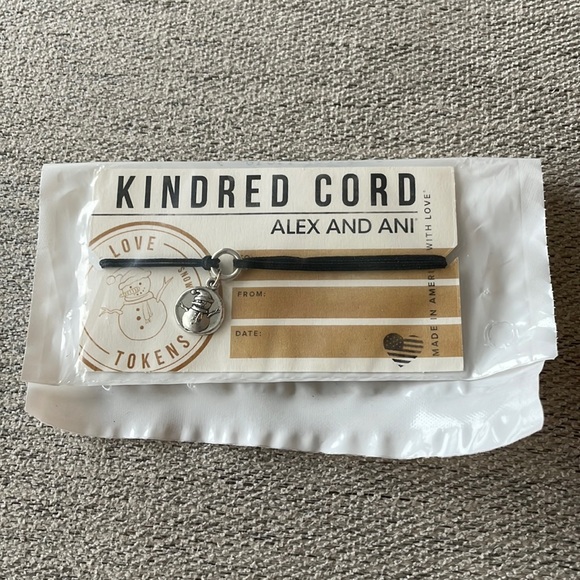 KINDRED CORD
ALEX AND ANI
LOVE
TOKENS
FROM:
DATE:
MADE IN AMERICA WITH LOVE